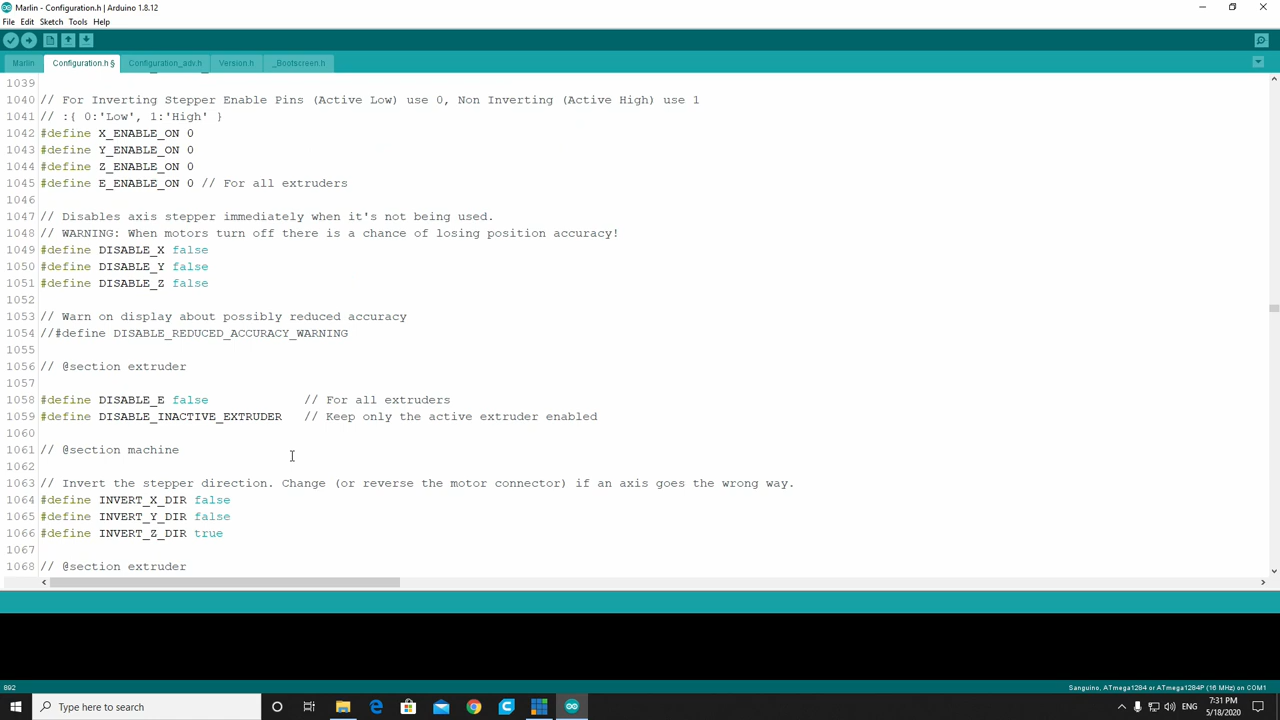 Marlin - Configuration.h | Arduino 1.8.12
File Edit Sketch Tools Help
Marlin Configuration.h § Configuration_adv.h Version.h _Bootscreen.h
1039
1040 // For Inverting Stepper Enable Pins (Active Low) use 0, Non Inverting (Active High) use 1
1041 // :{ 0:'Low', 1:'High' }
1042 #define X_ENABLE_ON 0
1043 #define Y_ENABLE_ON 0
1044 #define Z_ENABLE_ON 0
1045 #define E_ENABLE_ON 0 // For all extruders
1046
1047 // Disables axis stepper immediately when it's not being used.
1048 // WARNING: When motors turn off there is a chance of losing position accuracy!
1049 #define DISABLE_X false
1050 #define DISABLE_Y false
1051 #define DISABLE_Z false
1052
1053 // Warn on display about possibly reduced accuracy
1054 //#define DISABLE_REDUCED_ACCURACY_WARNING
1055
1056 // @section extruder
1057
1058 #define DISABLE_E false // For all extruders
1059 #define DISABLE_INACTIVE_EXTRUDER // Keep only the active extruder enabled
1060
1061 // @section machine
1062
1063 // Invert the stepper direction. Change (or reverse the motor connector) if an axis goes the wrong way.
1064 #define INVERT_X_DIR false
1065 #define INVERT_Y_DIR false
1066 #define INVERT_Z_DIR true
1067
1068 // @section extruder
892 Sanguino, ATmega1284 or ATmega1284P (16 MHz) on COM1
Type here to search
ENG
7:31 PM
5/18/2020